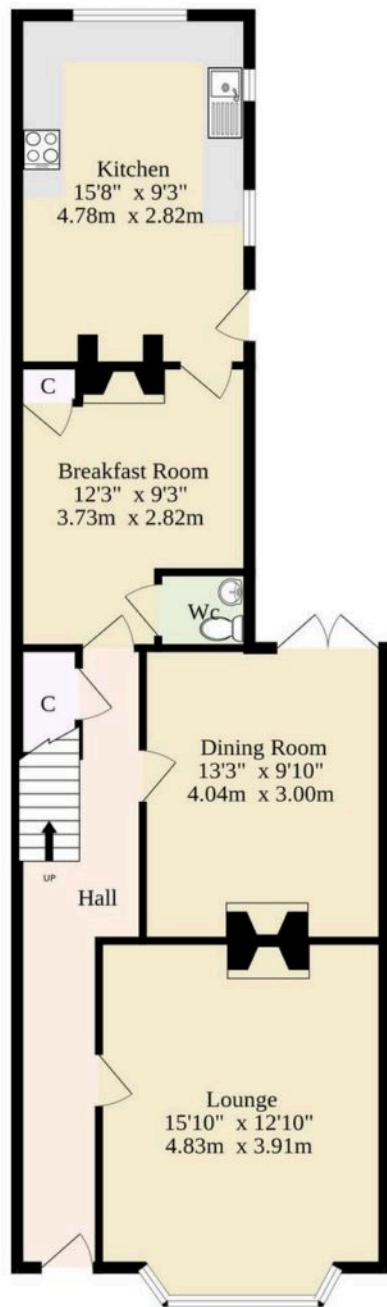 Kitchen
15'8" x 9'3"
4.78m x 2.82m
C
Breakfast Room
12'3" x 9'3"
3.73m x 2.82m
Wc
C
Dining Room
13'3" x 9'10"
4.04m x 3.00m
UP
Hall
Lounge
15'10" x 12'10"
4.83m x 3.91m